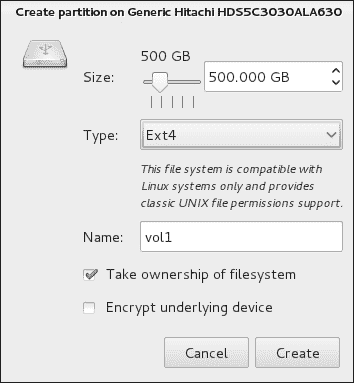 Create partition on Generic Hitachi HDS5C3030ALA630
500 GB
Size:
500.000 GB
Type:
Ext4
This file system is compatible with
Linux systems only and provides
classic UNIX file permissions support.
Name:
vol1
Take ownership of filesystem
Encrypt underlying device
Cancel
Create